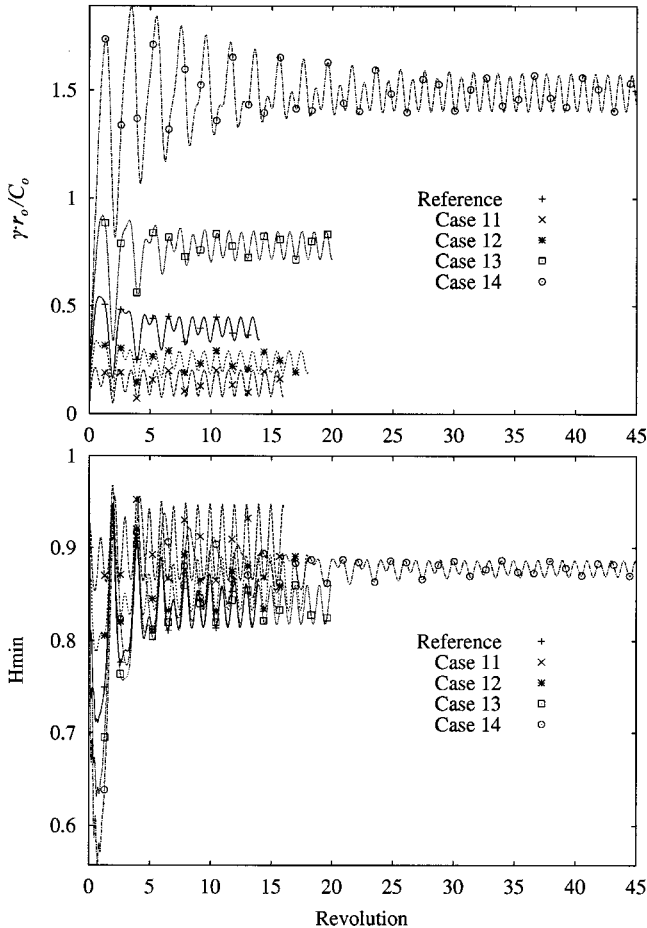 γ·r_o/C_o
1.5
1
0.5
0
Reference
Case 11
Case 12
Case 13
Case 14
0 5 10 15 20 25 30 35 40 45
Hmin
1
0.9
0.8
0.7
0.6
Reference
Case 11
Case 12
Case 13
Case 14
0 5 10 15 20 25 30 35 40 45
Revolution